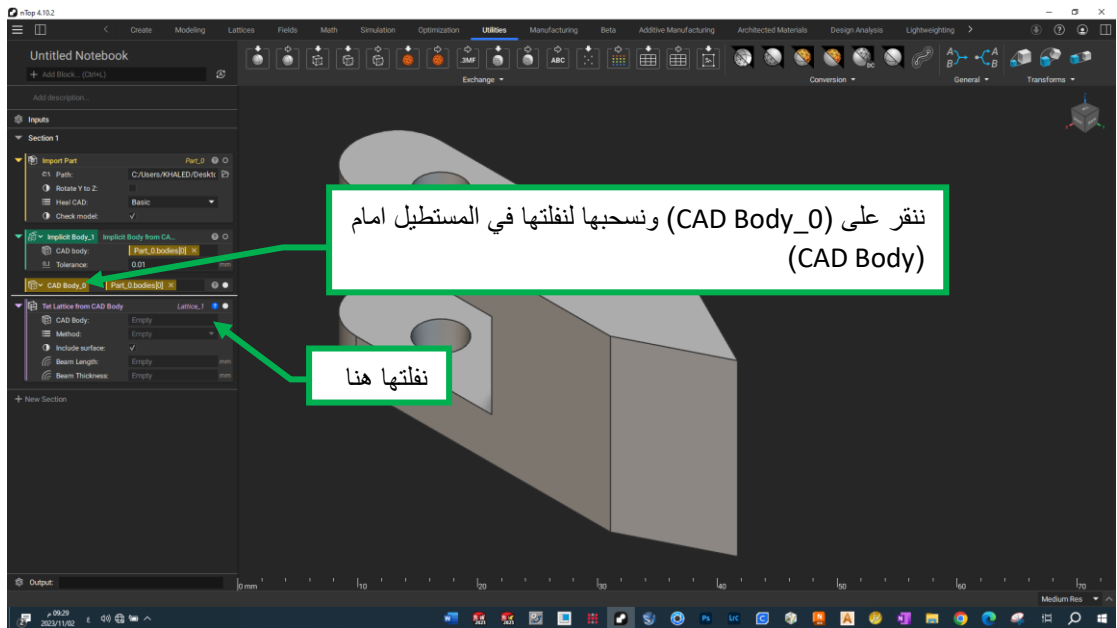 nTop 4.10.2
Create Modeling Lattices Fields Math Simulation Optimization Utilities Manufacturing Beta Additive Manufacturing Architected Materials Design Analysis Lightweighting
Untitled Notebook
+ Add Block... (Ctrl+L)
Add description...
.3MF ABC DC
A B A B
Exchange Conversion General Transforms
Inputs
Section 1
Import Part Part_0
Path: C:/Users/KHALED/Deskto
Rotate Y to Z:
Heal CAD: Basic
Check model:
Implicit Body_1 Implicit Body from CA...
CAD body: Part_0.bodies[0] ×
Tolerance: 0.01 mm
CAD Body_0 Part_0.bodies[0] ×
Tet Lattice from CAD Body Lattice_1
CAD Body: Empty
Method: Empty
Include surface:
Beam Length: Empty mm
Beam Thickness: Empty mm
+ New Section
ننقر على (CAD Body_0) ونسحبها لنفلتها في المستطيل امام
(CAD Body)
نفلتها هنا
Output:
0 mm 10 20 30 40 50 60 70
Medium Res
09:29 م
2023/11/02